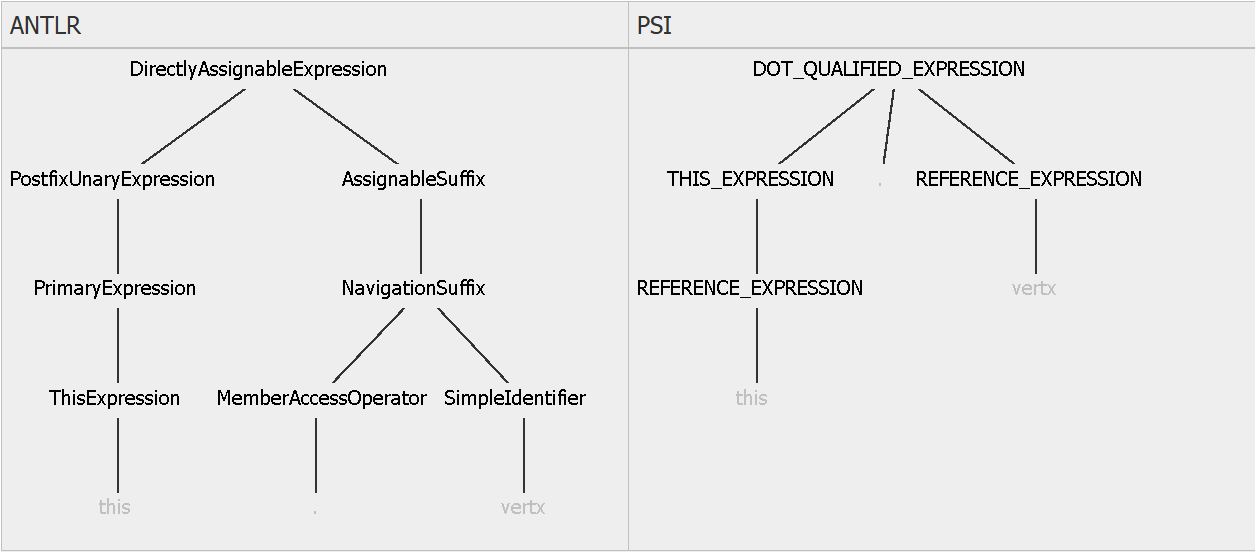 ANTLR
DirectlyAssignableExpression
PostfixUnaryExpression AssignableSuffix
PrimaryExpression NavigationSuffix
ThisExpression MemberAccessOperator SimpleIdentifier
this . vertx
PSI
DOT_QUALIFIED_EXPRESSION
THIS_EXPRESSION . REFERENCE_EXPRESSION
REFERENCE_EXPRESSION vertx
this